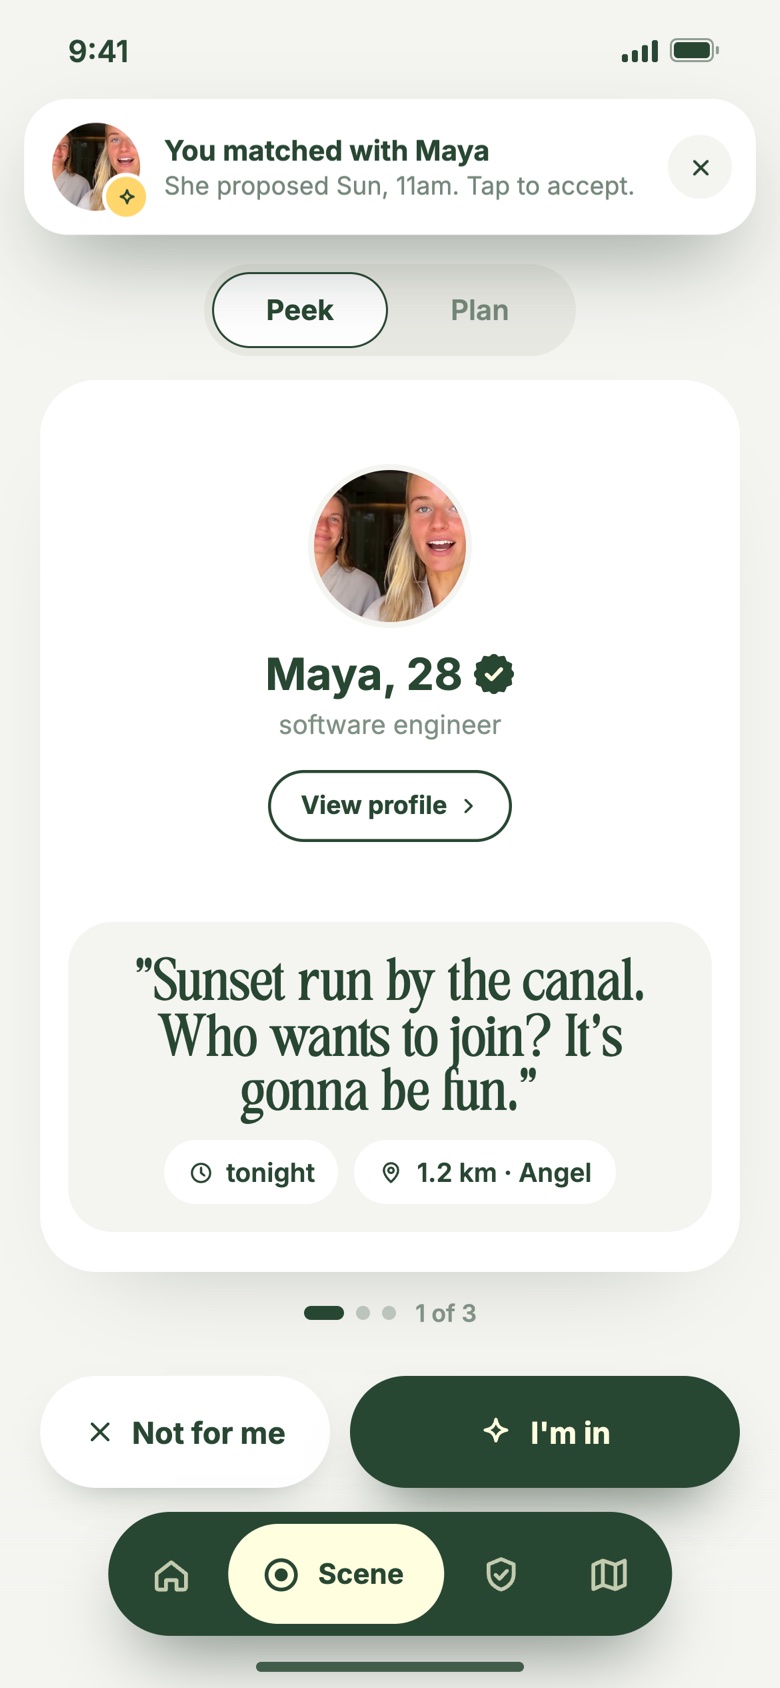 9:41
You matched with Maya
She proposed Sun, 11am. Tap to accept.
Peek
Plan
Maya, 28
software engineer
View profile
”Sunset run by the canal.
Who wants to join? It’s
gonna be fun.”
tonight
1.2 km · Angel
1 of 3
Not for me
I'm in
Scene